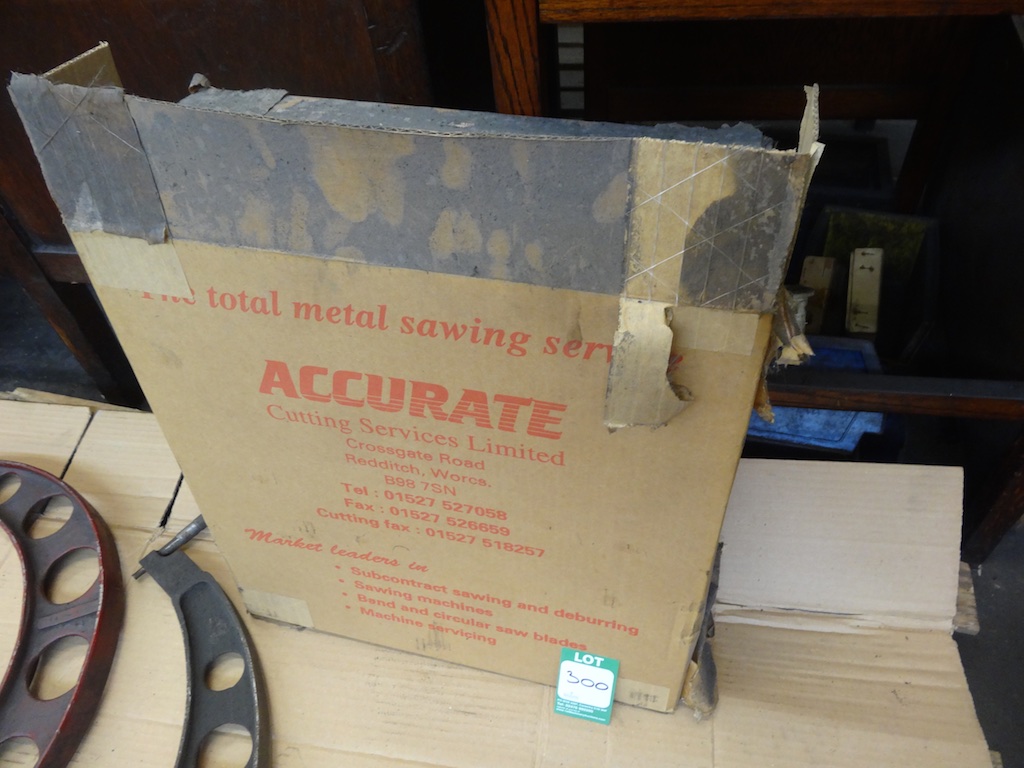 The total metal sawing
ACCURATE
Cutting Services Limited
Crossgate Road
Redditch, Worcs.
B98 7SN
Tel : 01527 527058
Fax : 01527 526659
Cutting fax : 01527 518257
Market leaders in
• Subcontract sawing and deburring
• Sawing machines
• Band and circular saw blades
• Machine servicing
LOT
300